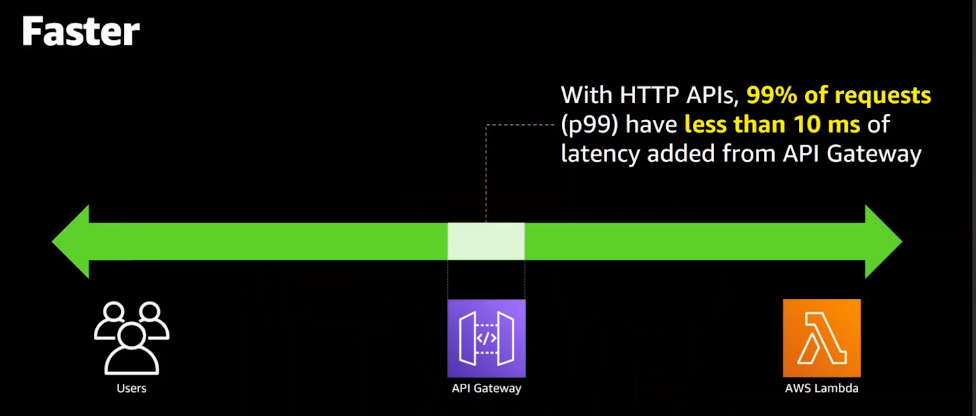 Faster
With HTTP APIs, 99% of requests
(p99) have less than 10 ms of
latency added from API Gateway
</>
Users
API Gateway
AWS Lambda